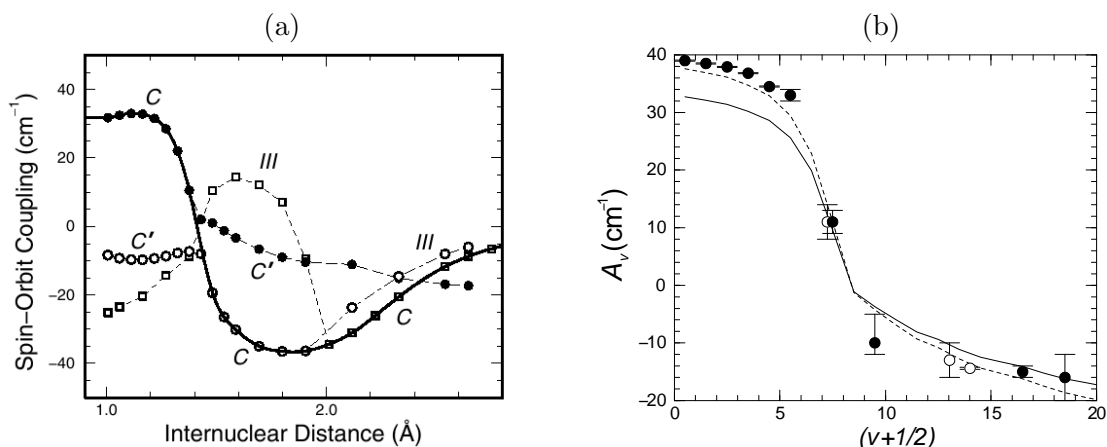 (a)
(b)
Spin–Orbit Coupling (cm⁻¹)
40
20
0
−20
−40
C
III
C'
C'
III
C
C
1.0
2.0
Internuclear Distance (Å)
Aᵥ (cm⁻¹)
40
30
20
10
0
−10
−20
0
5
10
15
20
(v+1/2)